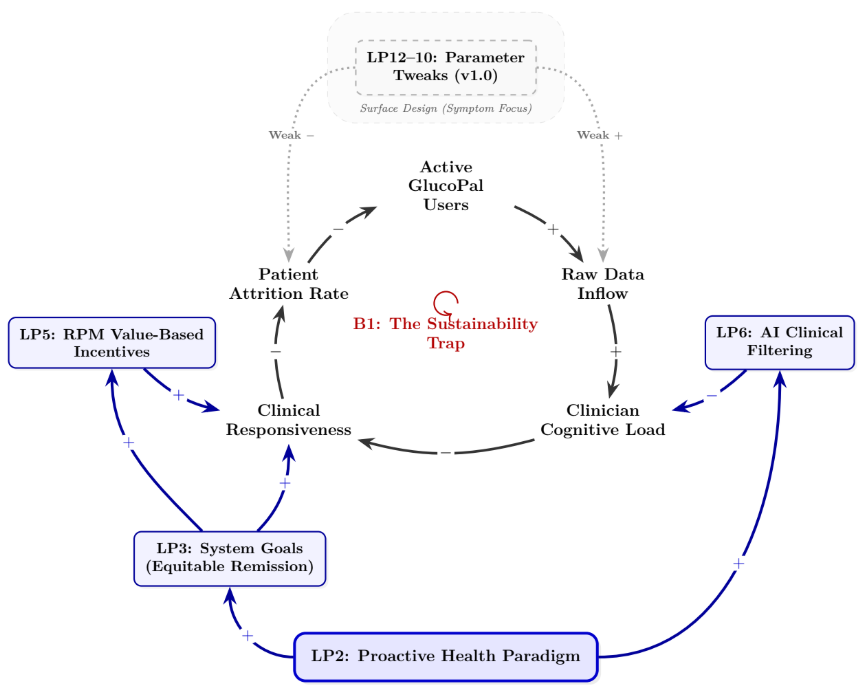 LP12–10: Parameter
Tweaks (v1.0)
Surface Design (Symptom Focus)
Weak −
Weak +
Active
GlucoPal
Users
−
+
Patient
Attrition Rate
Raw Data
Inflow
B1: The Sustainability
Trap
LP5: RPM Value-Based
Incentives
LP6: AI Clinical
Filtering
−
+
+
−
Clinical
Responsiveness
Clinician
Cognitive Load
+
−
+
LP3: System Goals
(Equitable Remission)
+
+
LP2: Proactive Health Paradigm